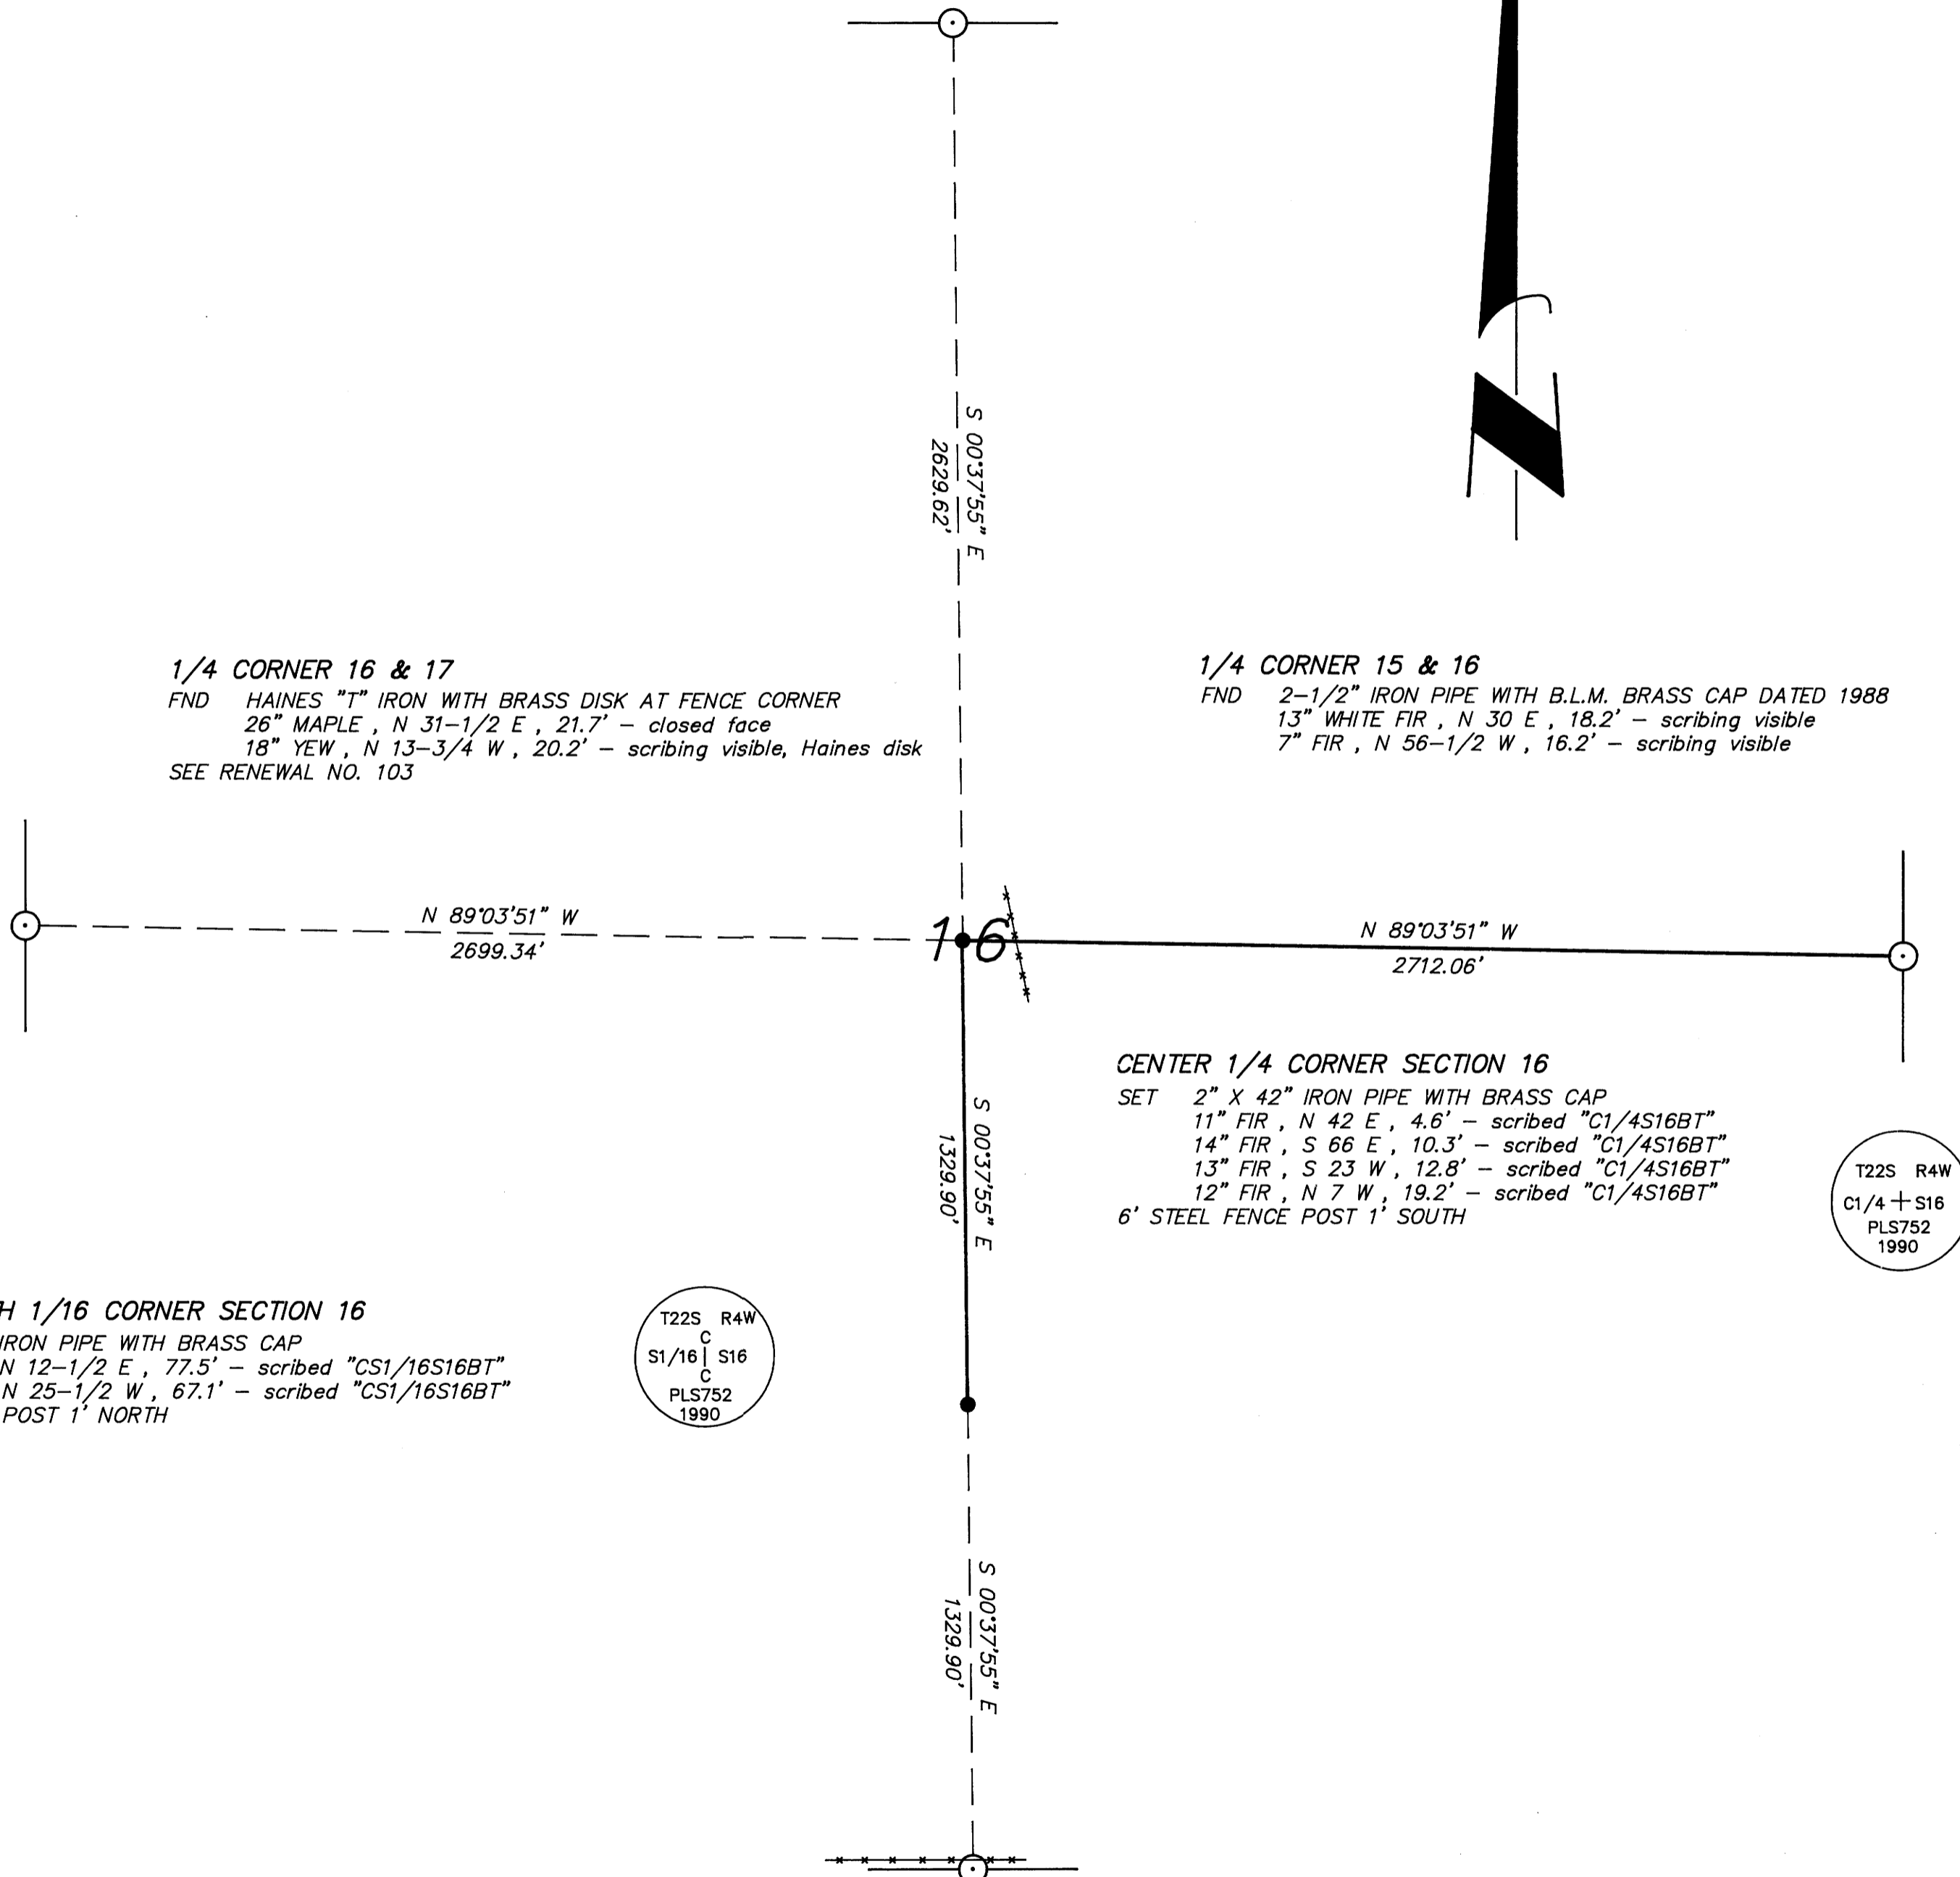 S 00°37'55" E
2629.62'
N
1/4 CORNER 16 & 17
FND HAINES "T" IRON WITH BRASS DISK AT FENCE CORNER
26" MAPLE , N 31-1/2 E , 21.7' – closed face
18" YEW , N 13-3/4 W , 20.2' – scribing visible, Haines disk
SEE RENEWAL NO. 103
1/4 CORNER 15 & 16
FND 2-1/2" IRON PIPE WITH B.L.M. BRASS CAP DATED 1988
13" WHITE FIR , N 30 E , 18.2' – scribing visible
7" FIR , N 56-1/2 W , 16.2' – scribing visible
N 89°03'51" W
2699.34'
16
N 89°03'51" W
2712.06'
CENTER 1/4 CORNER SECTION 16
SET 2" X 42" IRON PIPE WITH BRASS CAP
11" FIR , N 42 E , 4.6' – scribed "C1/4S16BT"
14" FIR , S 66 E , 10.3' – scribed "C1/4S16BT"
13" FIR , S 23 W , 12.8' – scribed "C1/4S16BT"
12" FIR , N 7 W , 19.2' – scribed "C1/4S16BT"
6' STEEL FENCE POST 1' SOUTH
T22S R4W
C1/4 S16
PLS752
1990
S 00°37'55" E
1329.90'
H 1/16 CORNER SECTION 16
IRON PIPE WITH BRASS CAP
N 12-1/2 E , 77.5' – scribed "CS1/16S16BT"
N 25-1/2 W , 67.1' – scribed "CS1/16S16BT"
POST 1' NORTH
T22S R4W
C
S1/16 S16
C
PLS752
1990
S 00°37'55" E
1329.90'